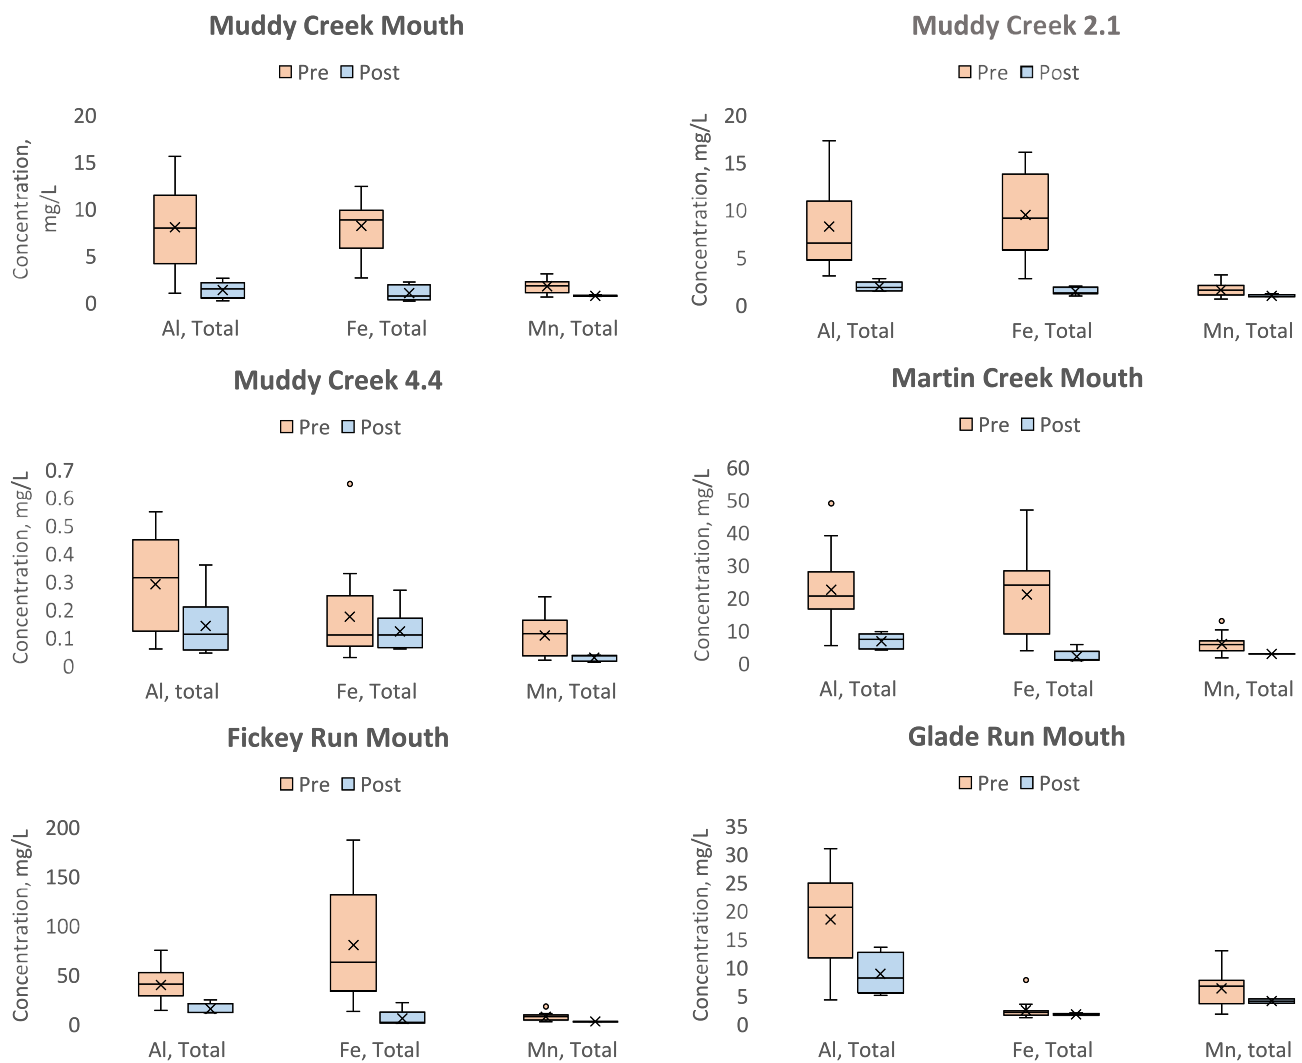 Muddy Creek Mouth
Pre Post
Concentration,
mg/L
20
15
10
5
0
Al, Total Fe, Total Mn, Total
Muddy Creek 2.1
Pre Post
Concentration, mg/L
20
15
10
5
0
Al, Total Fe, Total Mn, Total
Muddy Creek 4.4
Pre Post
Concentration, mg/L
0.7
0.6
0.5
0.4
0.3
0.2
0.1
0
Al, total Fe, Total Mn, Total
Martin Creek Mouth
Pre Post
Concentration, mg/L
60
50
40
30
20
10
0
Al, Total Fe, Total Mn, Total
Fickey Run Mouth
Pre Post
Concentration, mg/L
200
150
100
50
0
Al, Total Fe, Total Mn, Total
Glade Run Mouth
Pre Post
Concentration, mg/L
35
30
25
20
15
10
5
0
Al, Total Fe, Total Mn, total